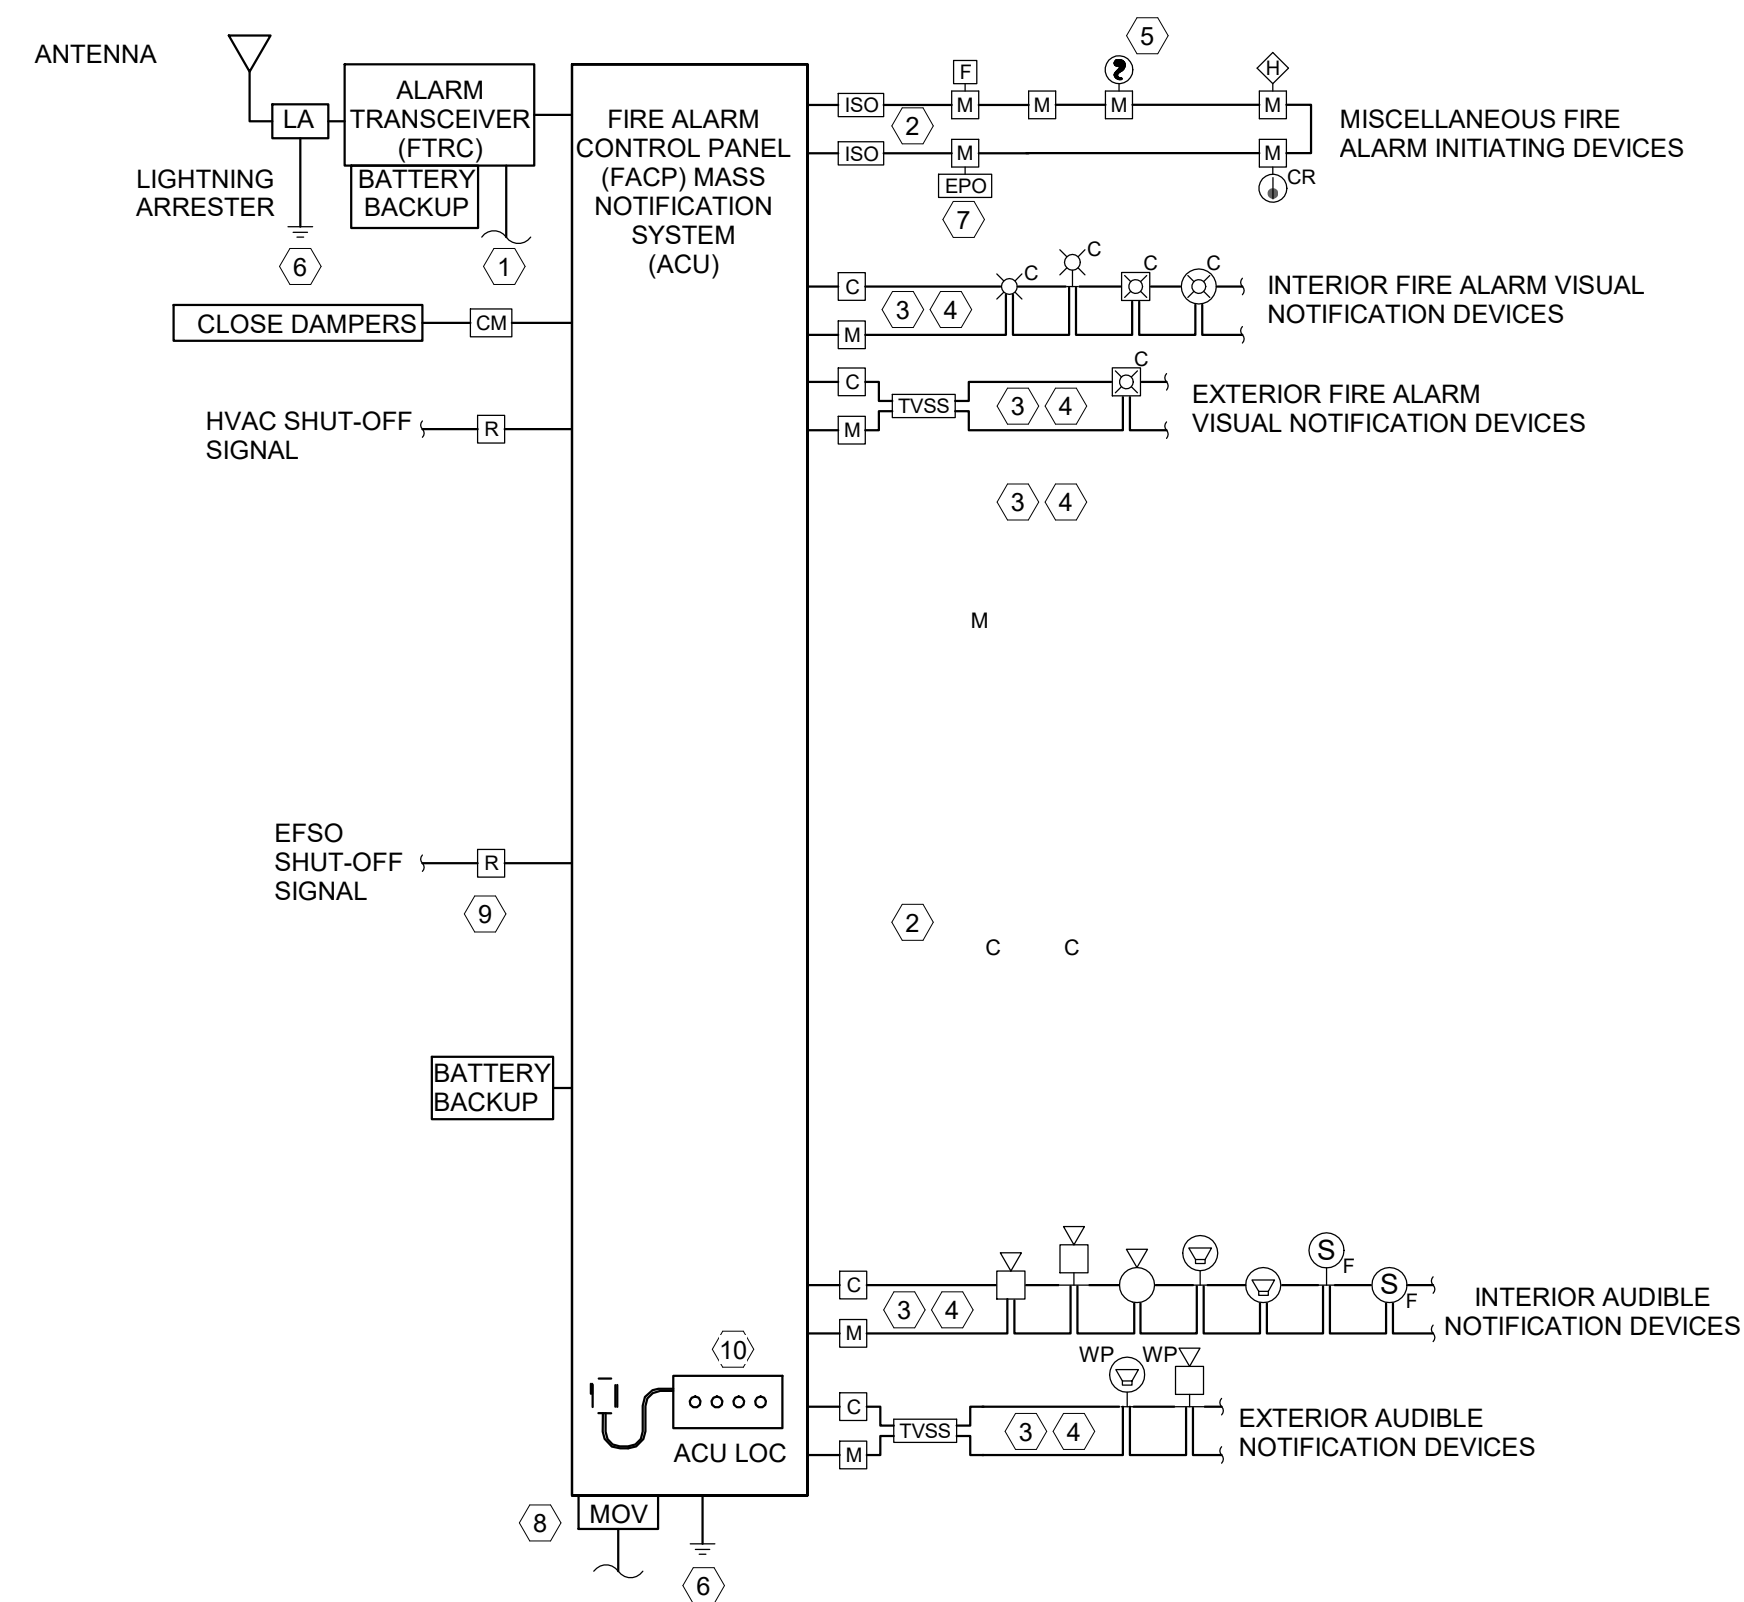 ANTENNA
LA
ALARM
TRANSCEIVER
(FTRC)
BATTERY
BACKUP
LIGHTNING
ARRESTER
6
1
CLOSE DAMPERS
CM
HVAC SHUT-OFF
SIGNAL
R
EFSO
SHUT-OFF
SIGNAL
R
9
BATTERY
BACKUP
FIRE ALARM
CONTROL PANEL
(FACP) MASS
NOTIFICATION
SYSTEM
(ACU)
10
ACU LOC
MOV
8
6
5
F
H
ISO
M
M
M
M
2
ISO
M
M
EPO
CR
7
MISCELLANEOUS FIRE
ALARM INITIATING DEVICES
C
C
C
C
C
3
4
M
INTERIOR FIRE ALARM VISUAL
NOTIFICATION DEVICES
C
C
TVSS
3
4
M
EXTERIOR FIRE ALARM
VISUAL NOTIFICATION DEVICES
3
4
M
2
C
C
C
S
F
S
F
3
4
M
INTERIOR AUDIBLE
NOTIFICATION DEVICES
WP
WP
C
TVSS
3
4
M
EXTERIOR AUDIBLE
NOTIFICATION DEVICES